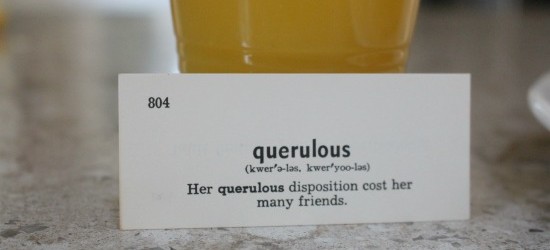 804
querulous
(kwer′ə-ləs, kwer′yoo-ləs)
Her querulous disposition cost her
many friends.